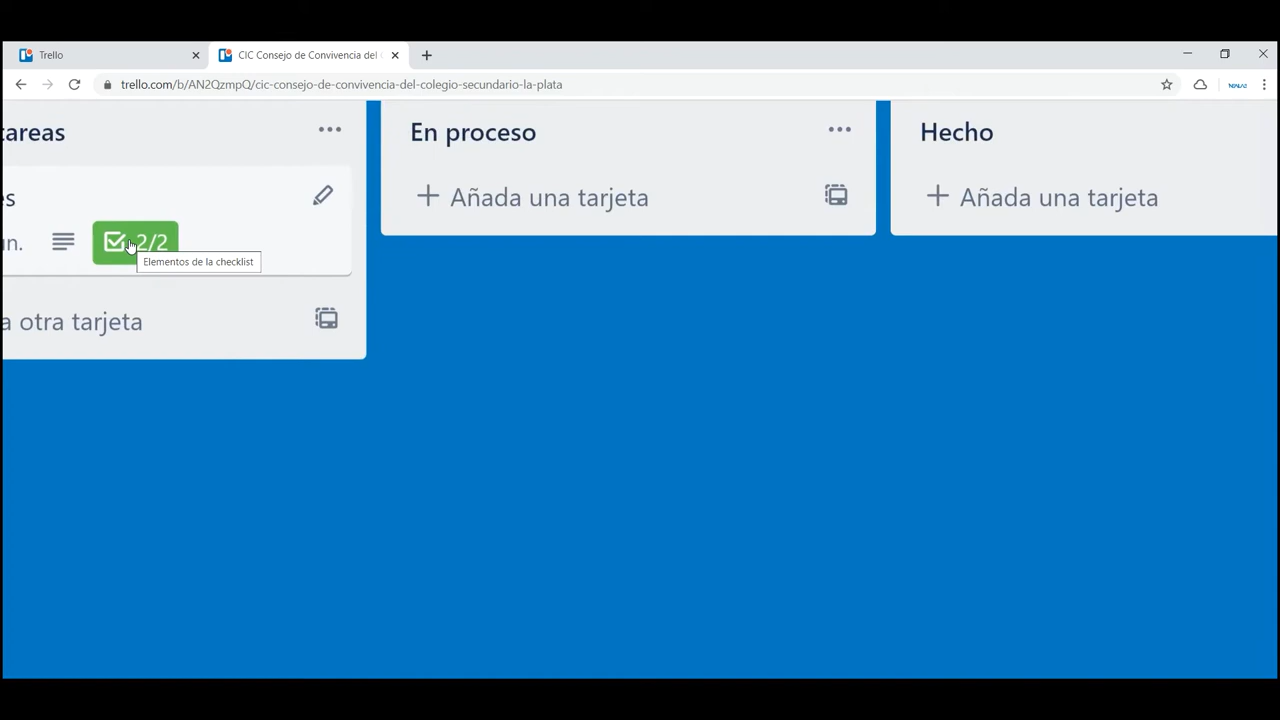 Trello
CIC Consejo de Convivencia del C
trello.com/b/AN2QzmpQ/cic-consejo-de-convivencia-del-colegio-secundario-la-plata
tareas
En proceso
Hecho
es
Añada una tarjeta
Añada una tarjeta
un.
2/2
Elementos de la checklist
a otra tarjeta